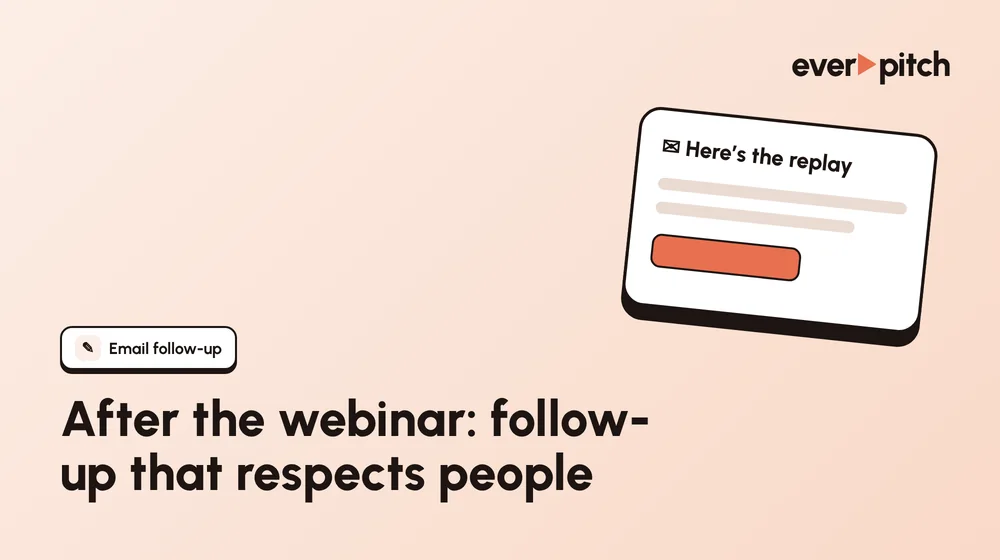 ever pitch
✉ Here's the replay
✎ Email follow-up
After the webinar: follow-
up that respects people